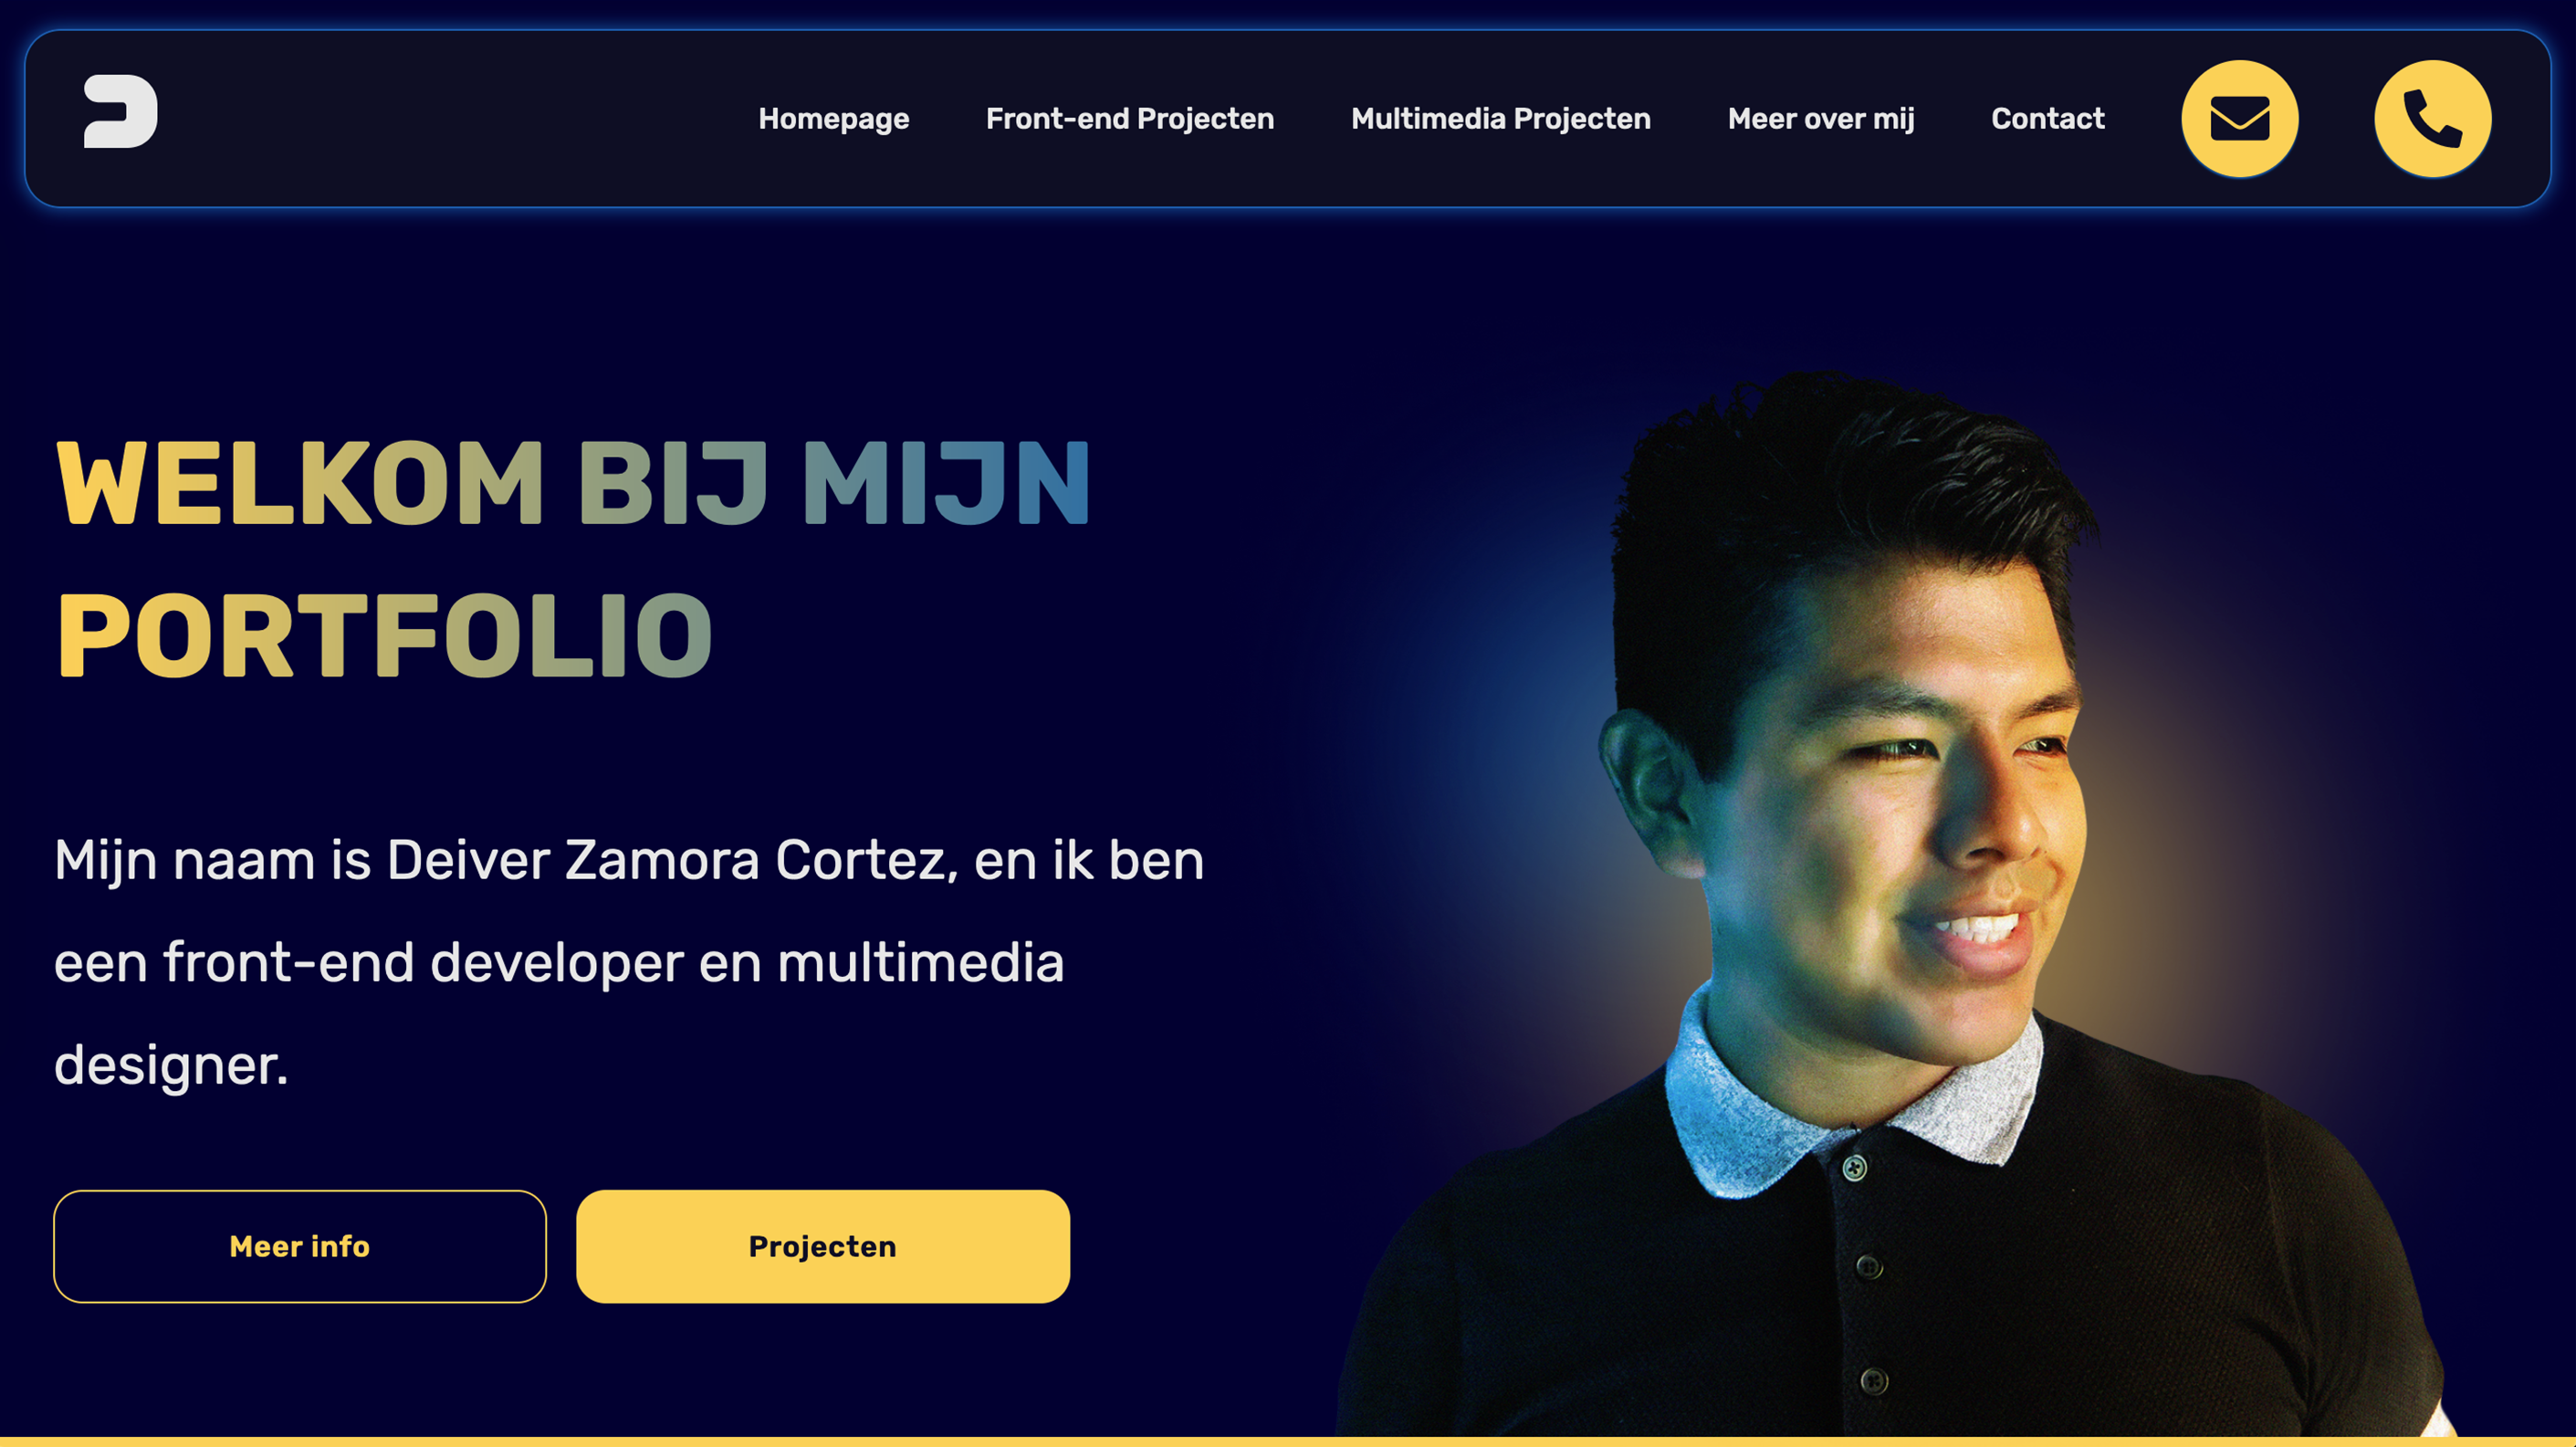 Homepage Front-end Projecten Multimedia Projecten Meer over mij Contact
WELKOM BIJ MIJN
PORTFOLIO
Mijn naam is Deiver Zamora Cortez, en ik ben
een front-end developer en multimedia
designer.
Meer info Projecten